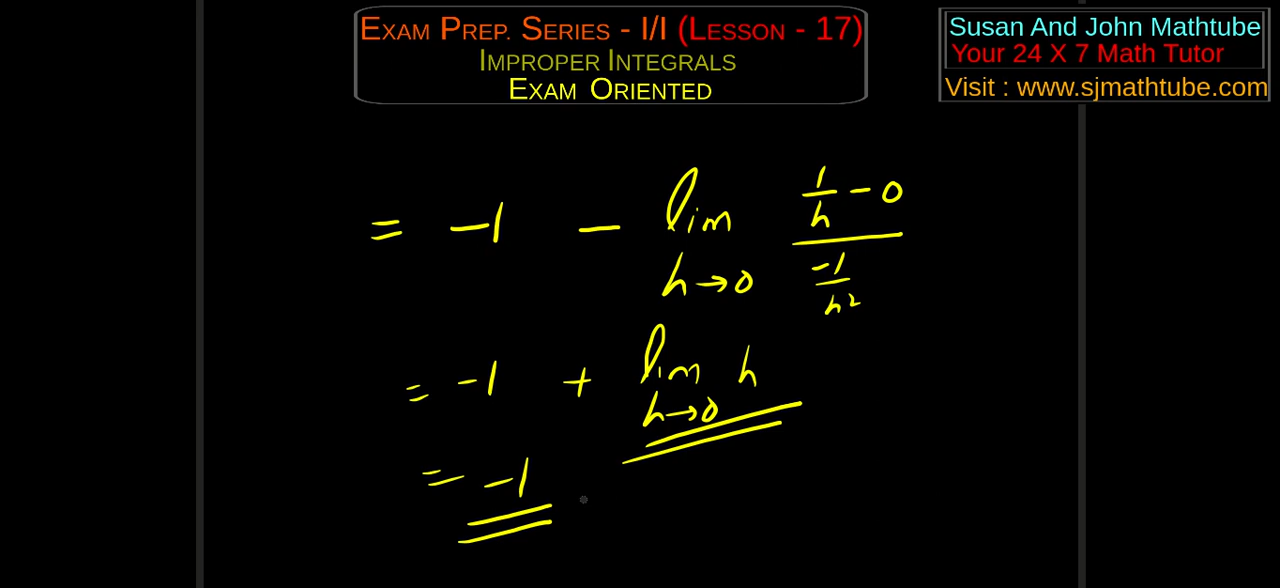 Exam Prep. Series - I/I (Lesson - 17)
Improper Integrals
Exam Oriented
Susan And John Mathtube
Your 24 X 7 Math Tutor
Visit : www.sjmathtube.com
= -1 - lim h→0 (1/h - 0)/(-1/h²)
= -1 + lim h→0 h
= -1